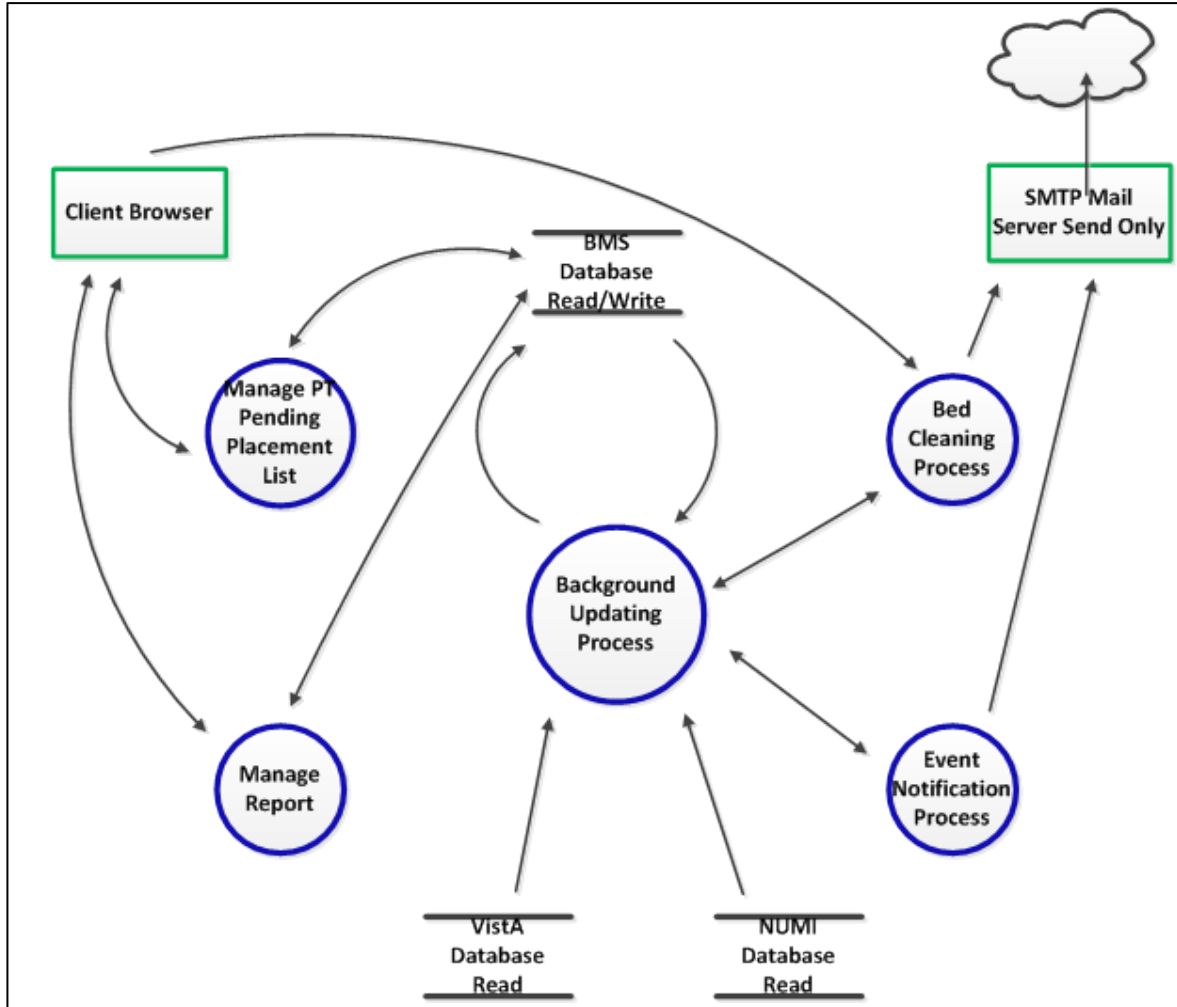 Client Browser
SMTP Mail
Server Send Only
BMS
Database
Read/Write
Manage PT
Pending
Placement
List
Bed
Cleaning
Process
Background
Updating
Process
Manage
Report
Event
Notification
Process
VistA
Database
Read
NUMI
Database
Read